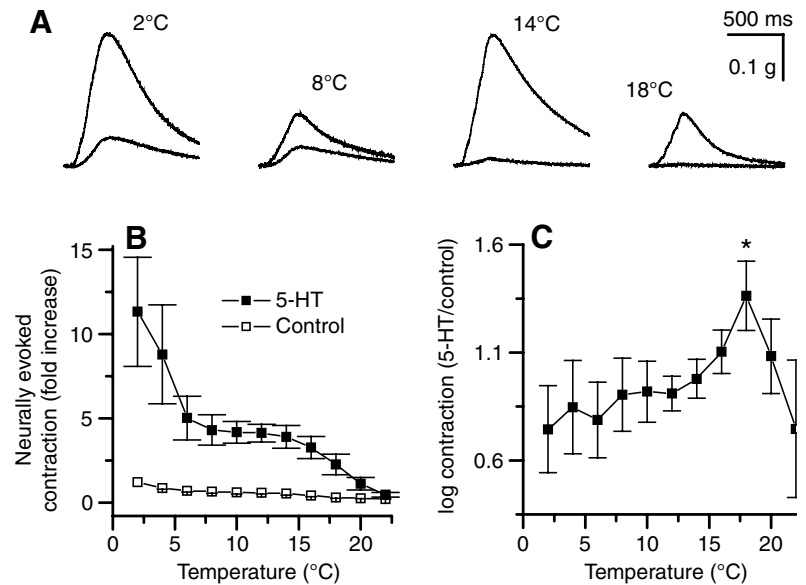 A
2°C
8°C
14°C
18°C
500 ms
0.1 g
B
15
10
5
0
Neurally evoked
contraction (fold increase)
5-HT
Control
0 5 10 15 20
Temperature (°C)
C
*
1.6
1.1
0.6
log contraction (5-HT/control)
0 5 10 15 20
Temperature (°C)